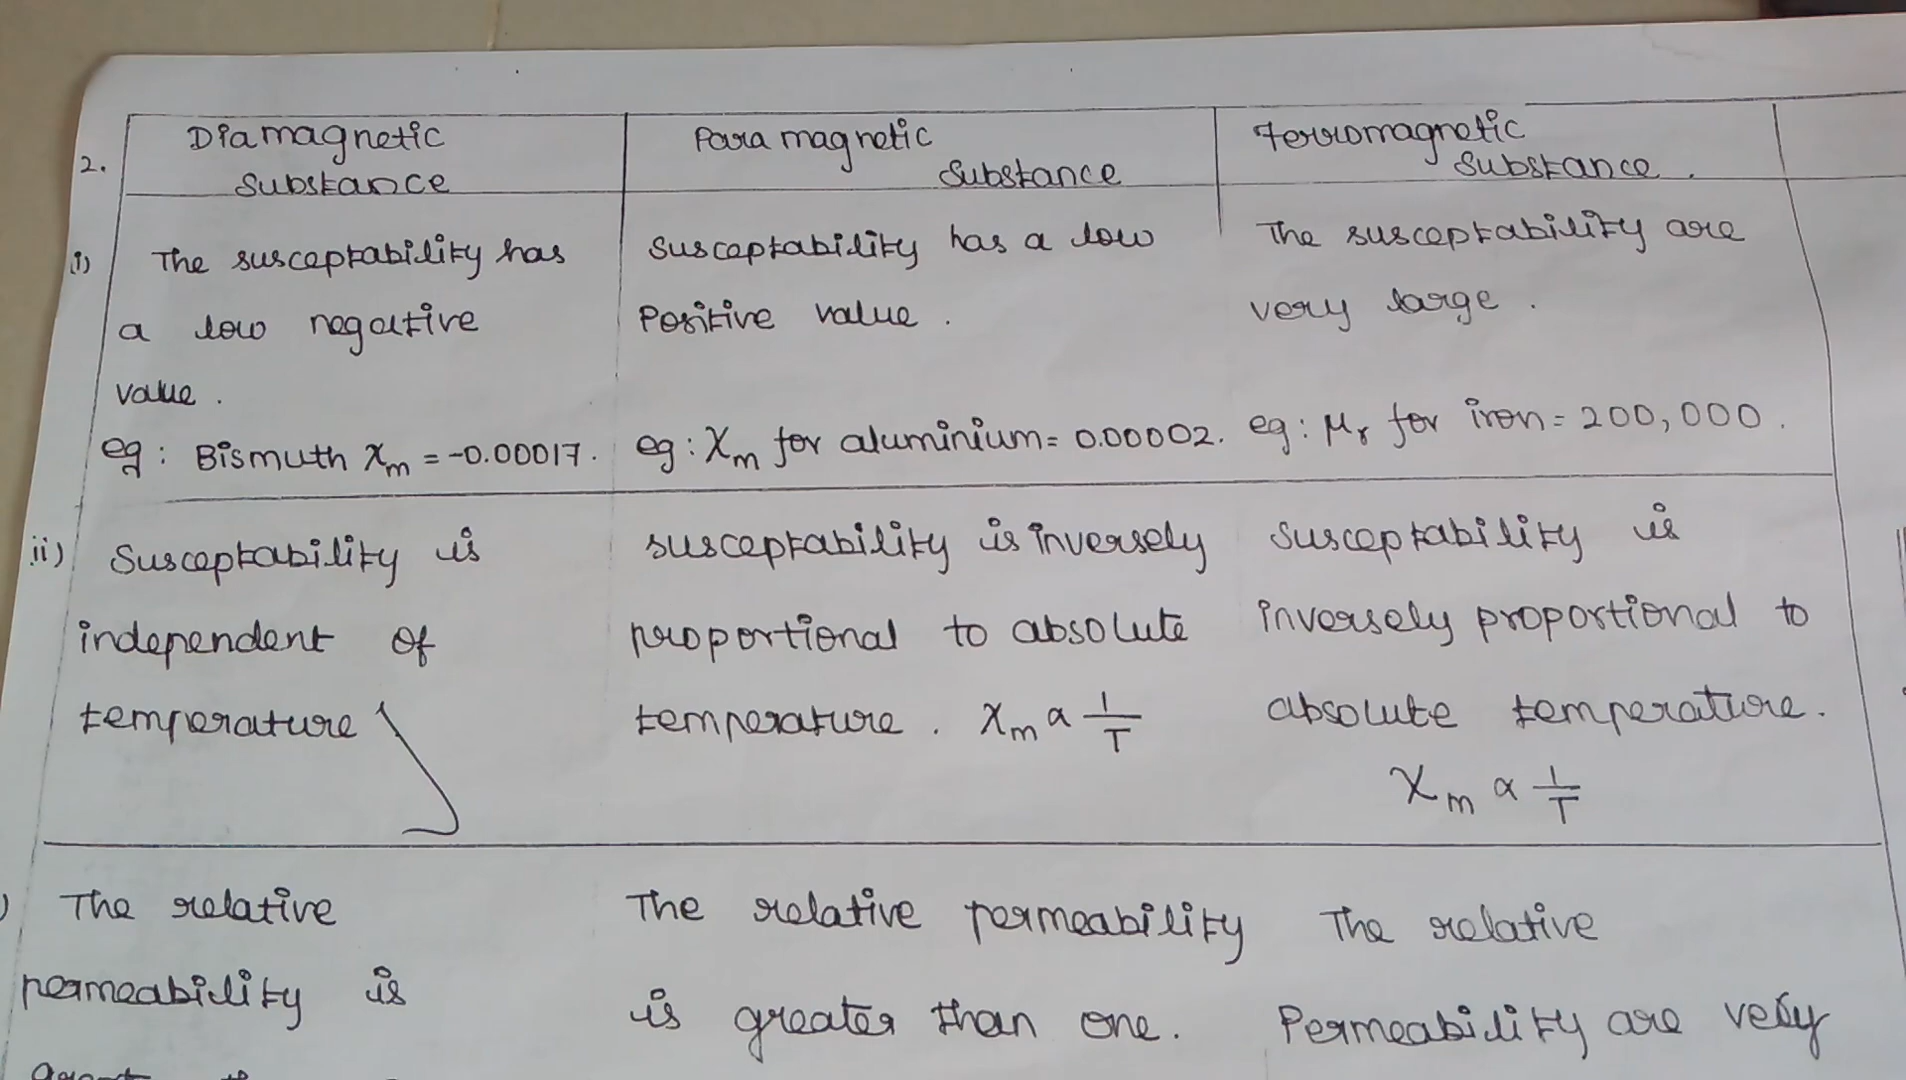 2.
Diamagnetic
Substance
Para magnetic
Substance
Ferromagnetic
Substance.
i)
The susceptability has
a low negative
value.
eg: Bismuth χm = -0.00017.
Susceptability has a low
Positive value.
eg: χm for aluminium= 0.00002.
The susceptability are
very large.
eg: μr for iron= 200,000.
ii)
Susceptability is
independent of
temperature
susceptability is inversely
proportional to absolute
temperature. χm α 1/T
Susceptability is
inversely proportional to
absolute temperature.
χm α 1/T
)
The relative
permeability is
The relative permeability
is greater than one.
The relative
Permeability are very